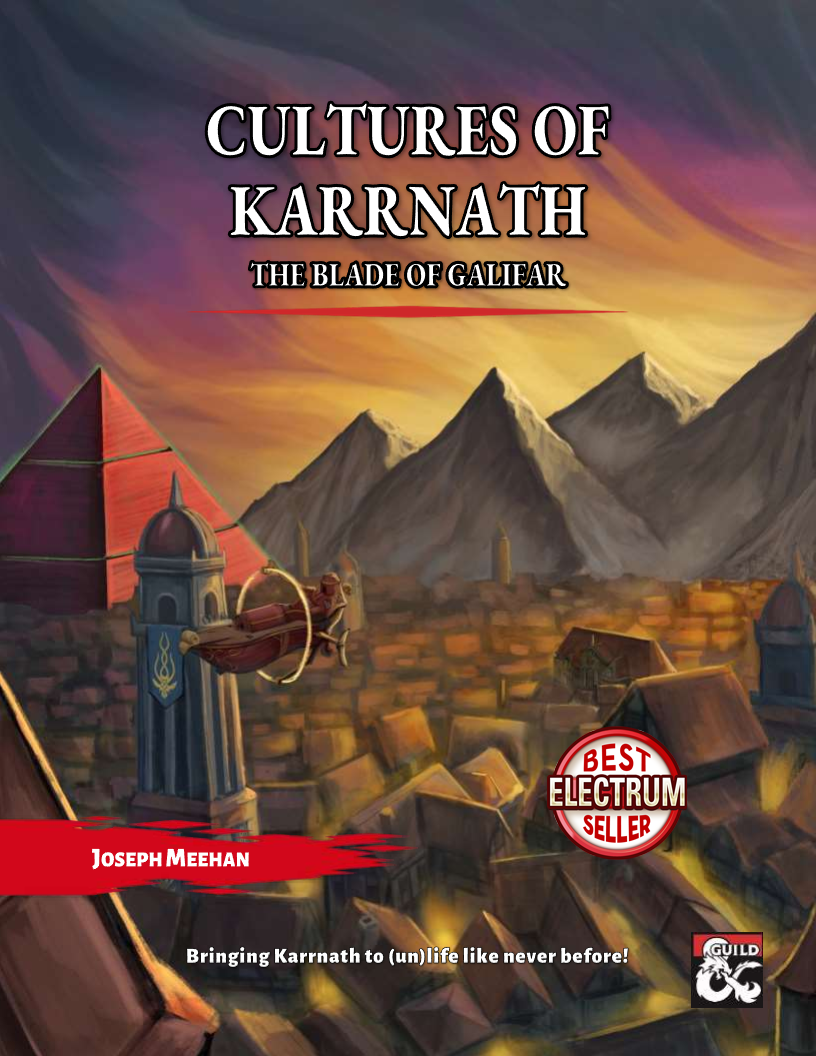 CULTURES OF
KARRNATH
THE BLADE OF GALIFAR
BEST
ELECTRUM
SELLER
JOSEPH MEEHAN
Bringing Karrnath to (un)life like never before!
GUILD